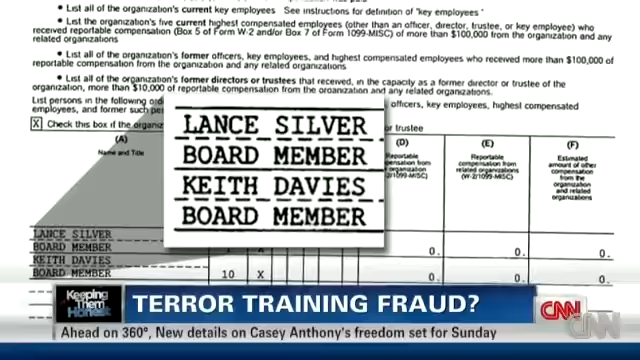 • List all of the organization's current key employees See instructions for definition of "key employees "
• List the organization's five current highest compensated employees (other than an officer, director, trustee, or key employee) who
received reportable compensation (Box 5 of Form W-2 and/or Box 7 of Form 1099-MISC) of more than $100,000 from the organization and any
related organizations
• List all of the organization's former officers, key employees, and highest compensated employees who received more than $100,000 of
reportable compensation from the organization and any related organizations
• List all of the organization's former directors or trustees that received, in the capacity as a former director or trustee of the
organization, more than $10,000 of reportable compensation from the organization and any related organizations.
List persons in the following officers, key employees, highest compensated
employees, and former such
X Check this box if the or trustee
(A)
Name and Title
(D)
Reportable
(E)
Reportable
compensation from
related organizations
(W-2/1099-MISC)
(F)
Estimated
amount of other
compensation
from the
organization
and related
organizations
LANCE SILVER
BOARD MEMBER
KEITH DAVIES
BOARD MEMBER
LANCE SILVER
BOARD MEMBER 0. 0. 0.
KEITH DAVIES
BOARD MEMBER 10 X 0. 0. 0.
Keeping
Them
Honest
TERROR TRAINING FRAUD?
CNN
CNN
Ahead on 360°, New details on Casey Anthony's freedom set for Sunday